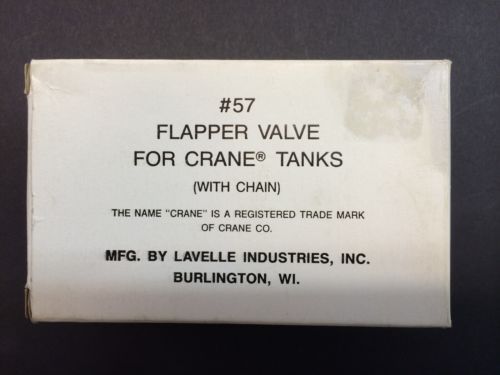 #57
FLAPPER VALVE
FOR CRANE® TANKS
(WITH CHAIN)
THE NAME "CRANE" IS A REGISTERED TRADE MARK
OF CRANE CO.
MFG. BY LAVELLE INDUSTRIES, INC.
BURLINGTON, WI.